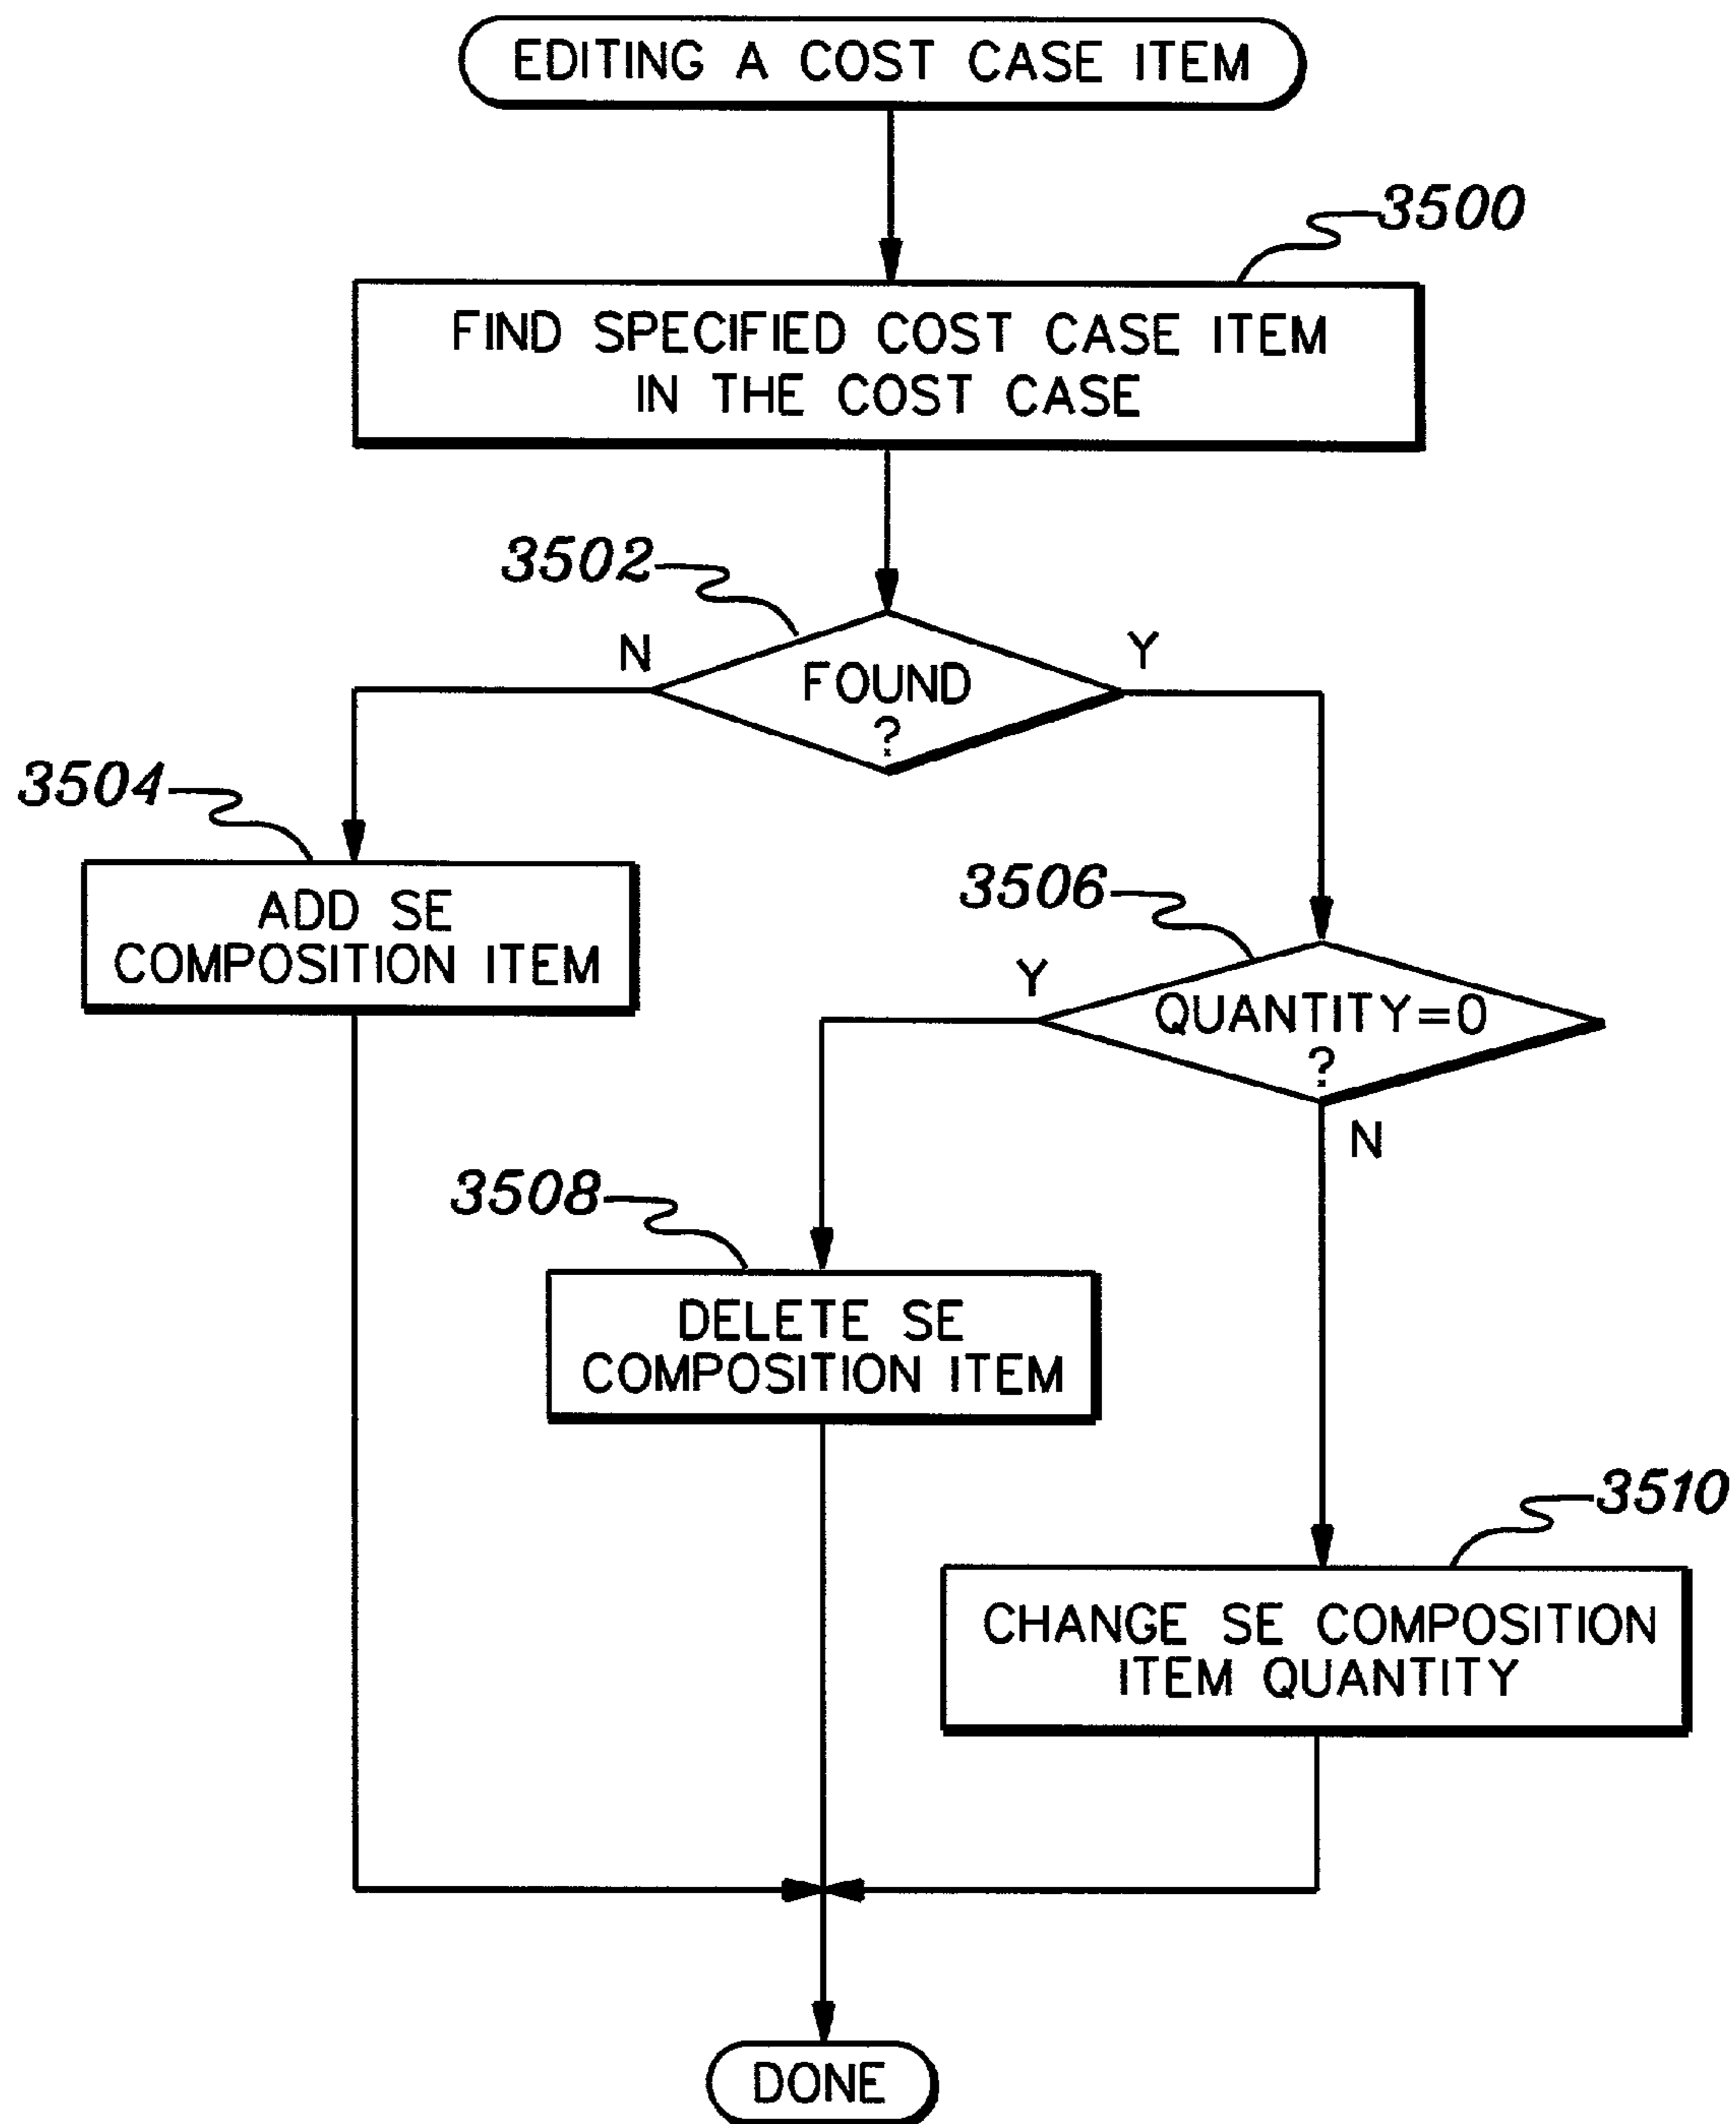 EDITING A COST CASE ITEM
3500
FIND SPECIFIED COST CASE ITEM
IN THE COST CASE
3502
N
Y
FOUND
?
3504
ADD SE
COMPOSITION ITEM
3506
Y
QUANTITY=0
?
N
3508
DELETE SE
COMPOSITION ITEM
3510
CHANGE SE COMPOSITION
ITEM QUANTITY
DONE